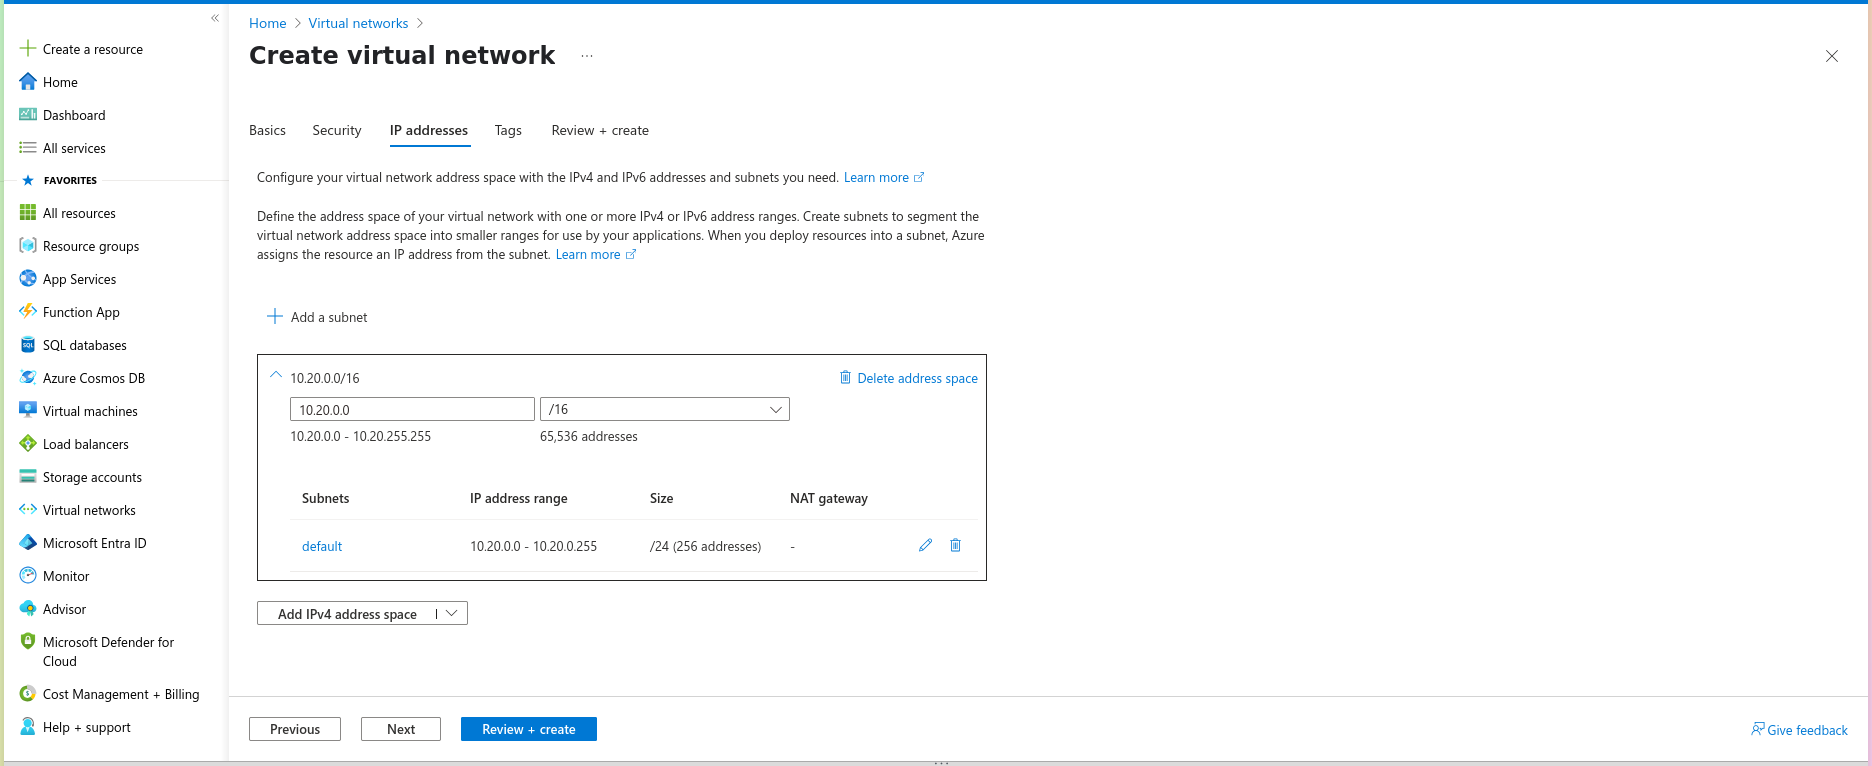 «
Create a resource
Home
Dashboard
All services
FAVORITES
All resources
Resource groups
App Services
Function App
SQL databases
Azure Cosmos DB
Virtual machines
Load balancers
Storage accounts
Virtual networks
Microsoft Entra ID
Monitor
Advisor
Microsoft Defender for
Cloud
Cost Management + Billing
Help + support
Home > Virtual networks >
Create virtual network ...
Basics Security IP addresses Tags Review + create
Configure your virtual network address space with the IPv4 and IPv6 addresses and subnets you need. Learn more
Define the address space of your virtual network with one or more IPv4 or IPv6 address ranges. Create subnets to segment the
virtual network address space into smaller ranges for use by your applications. When you deploy resources into a subnet, Azure
assigns the resource an IP address from the subnet. Learn more
Add a subnet
10.20.0.0/16 Delete address space
10.20.0.0 /16
10.20.0.0 - 10.20.255.255 65,536 addresses
Subnets IP address range Size NAT gateway
default 10.20.0.0 - 10.20.0.255 /24 (256 addresses) -
Add IPv4 address space |
Previous Next Review + create Give feedback